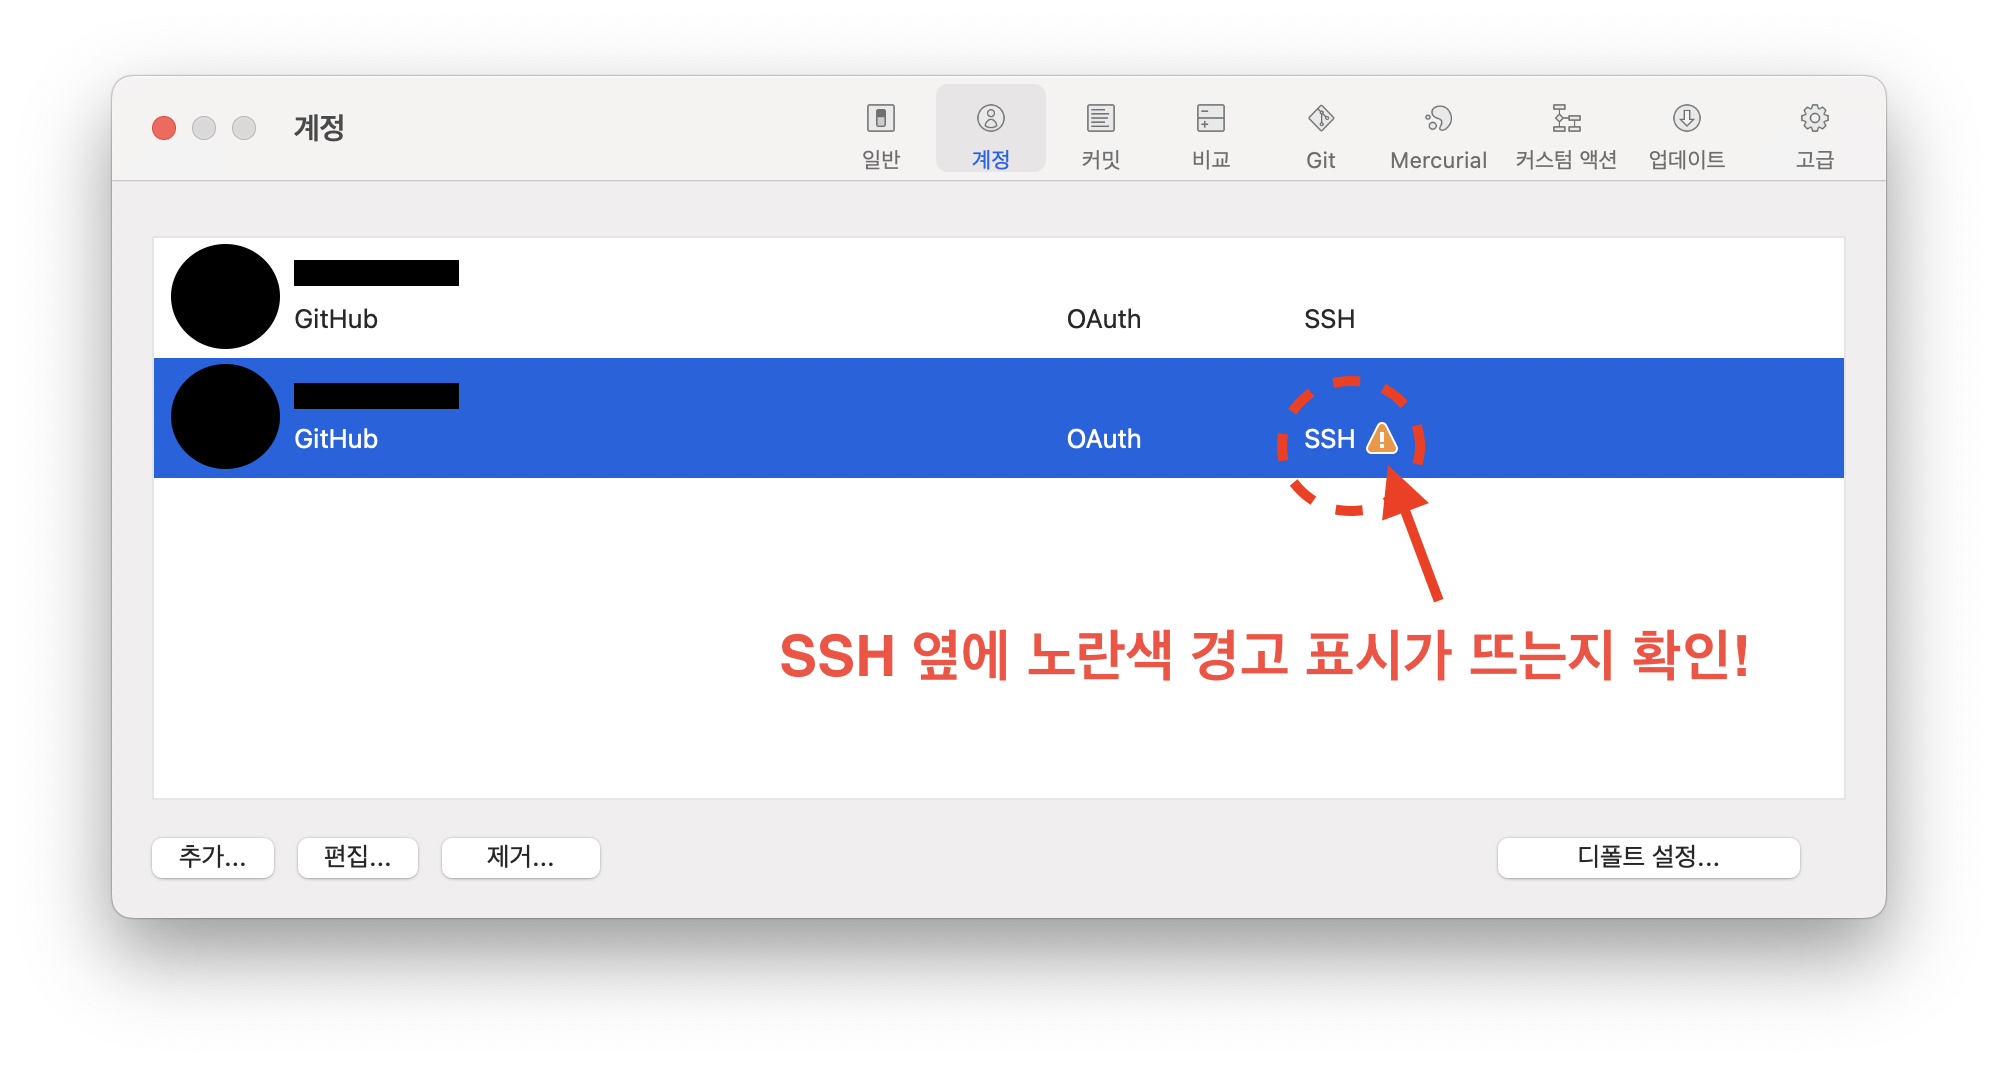 계정
일반
계정
커밋
비교
Git
Mercurial
커스텀 액션
업데이트
고급
GitHub OAuth SSH
GitHub OAuth SSH
SSH 옆에 노란색 경고 표시가 뜨는지 확인!
추가...
편집...
제거...
디폴트 설정...